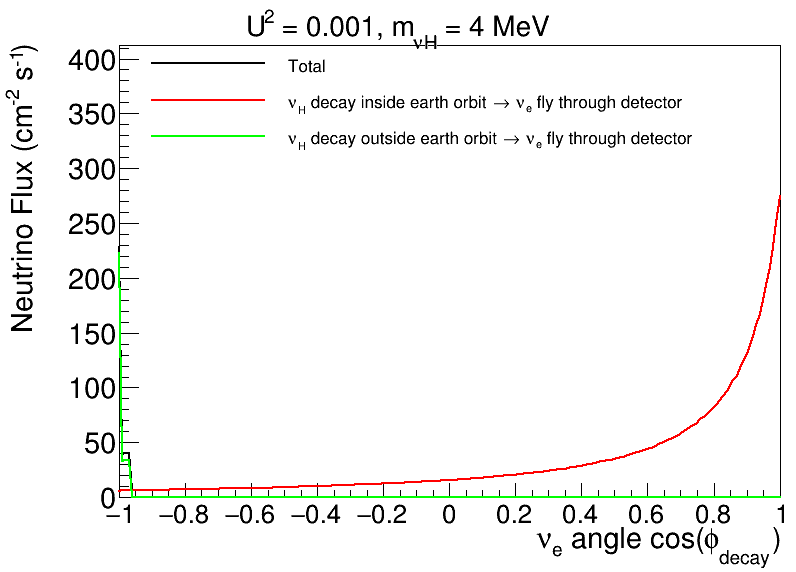 U² = 0.001, m_νH = 4 MeV
Total
ν_H decay inside earth orbit → ν_e fly through detector
ν_H decay outside earth orbit → ν_e fly through detector
Neutrino Flux (cm⁻² s⁻¹)
400
350
300
250
200
150
100
50
0
−1 −0.8 −0.6 −0.4 −0.2 0 0.2 0.4 0.6 0.8 1
ν_e angle cos(ϕ_decay)